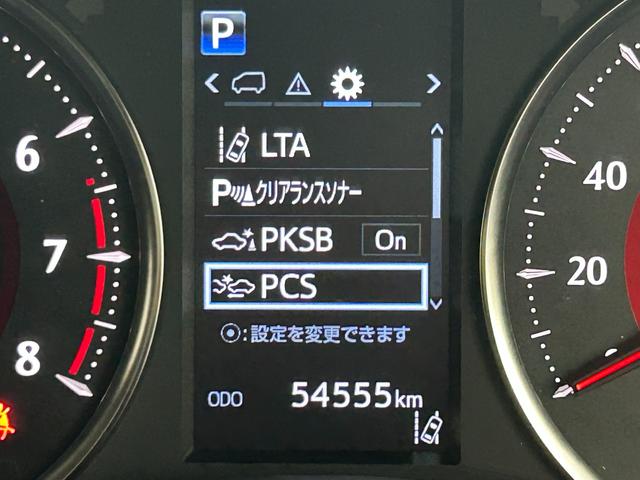 P
LTA
Pクリアランスソナー
PKSB On
PCS
:設定を変更できます
ODO 54555km
6
7
8
40
20